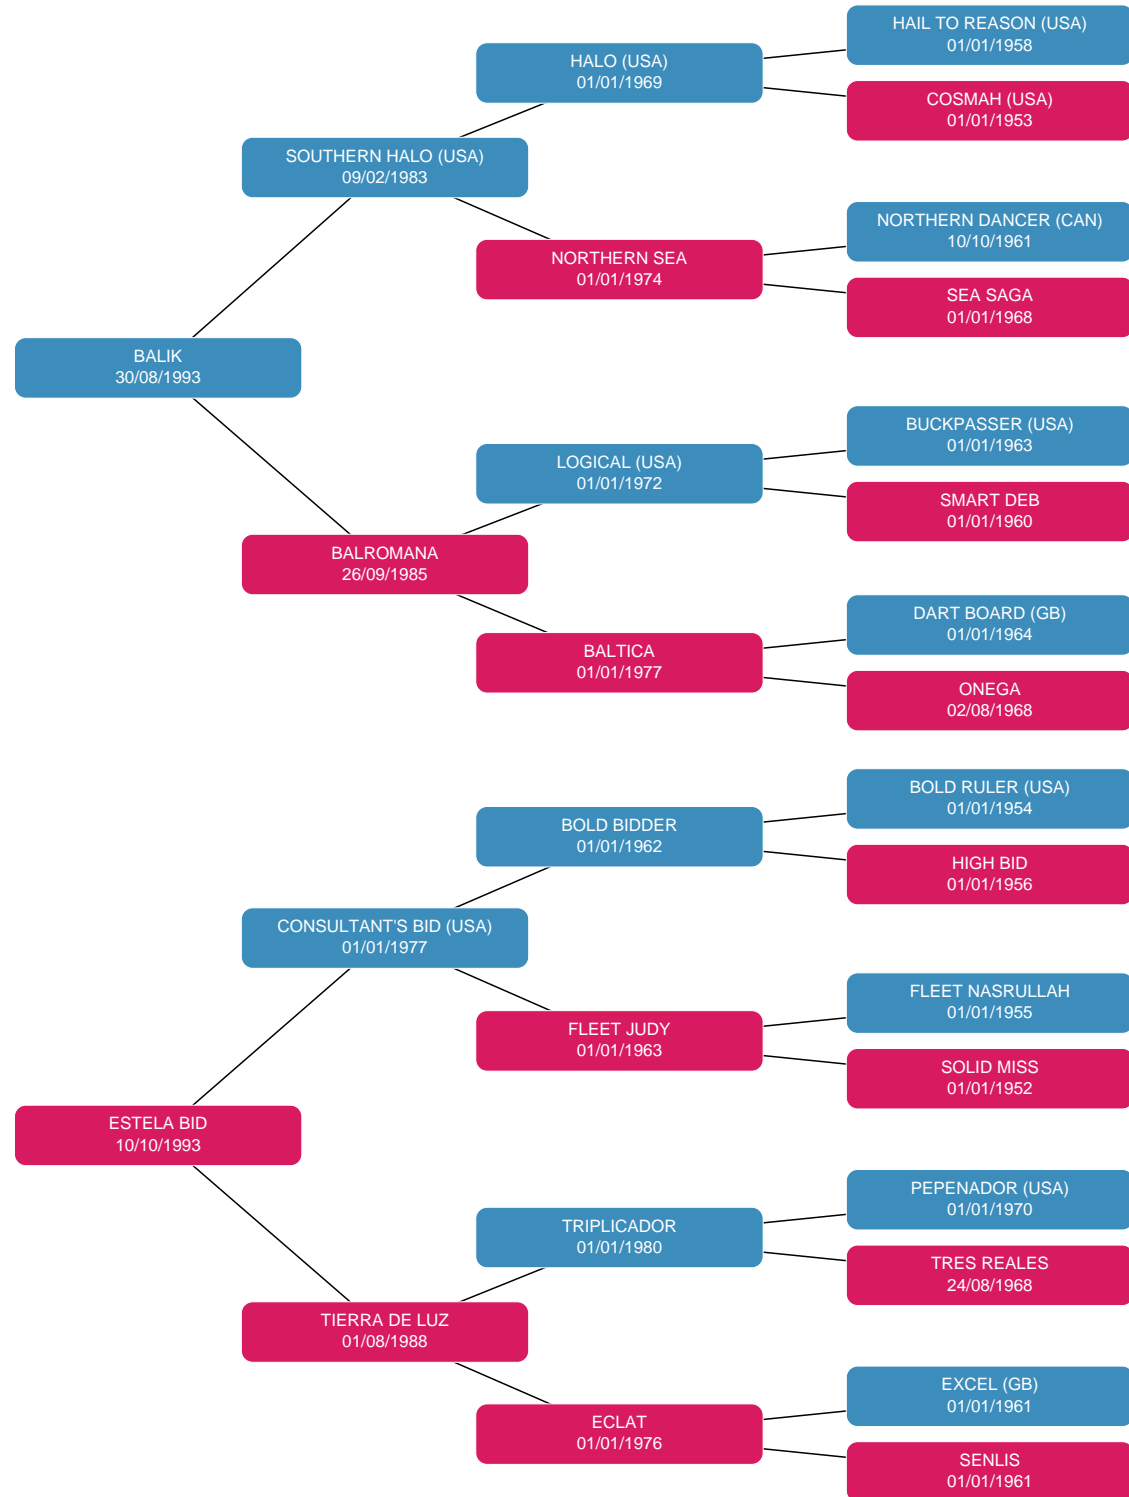 HAIL TO REASON (USA)
01/01/1958
HALO (USA)
01/01/1969
COSMAH (USA)
01/01/1953
SOUTHERN HALO (USA)
09/02/1983
NORTHERN DANCER (CAN)
10/10/1961
NORTHERN SEA
01/01/1974
SEA SAGA
01/01/1968
BALIK
30/08/1993
BUCKPASSER (USA)
01/01/1963
LOGICAL (USA)
01/01/1972
SMART DEB
01/01/1960
BALROMANA
26/09/1985
DART BOARD (GB)
01/01/1964
BALTICA
01/01/1977
ONEGA
02/08/1968
BOLD RULER (USA)
01/01/1954
BOLD BIDDER
01/01/1962
HIGH BID
01/01/1956
CONSULTANT'S BID (USA)
01/01/1977
FLEET NASRULLAH
01/01/1955
FLEET JUDY
01/01/1963
SOLID MISS
01/01/1952
ESTELA BID
10/10/1993
PEPENADOR (USA)
01/01/1970
TRIPLICADOR
01/01/1980
TRES REALES
24/08/1968
TIERRA DE LUZ
01/08/1988
EXCEL (GB)
01/01/1961
ECLAT
01/01/1976
SENLIS
01/01/1961